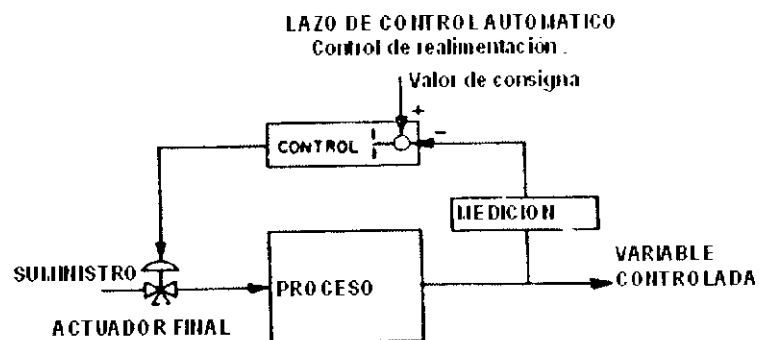 LAZO DE CONTROL AUTOMATICO
Control de realimentación.
Valor de consigna
+
CONTROL
-
MEDICION
SUMINISTRO
PROCESO
VARIABLE
CONTROLADA
ACTUADOR FINAL